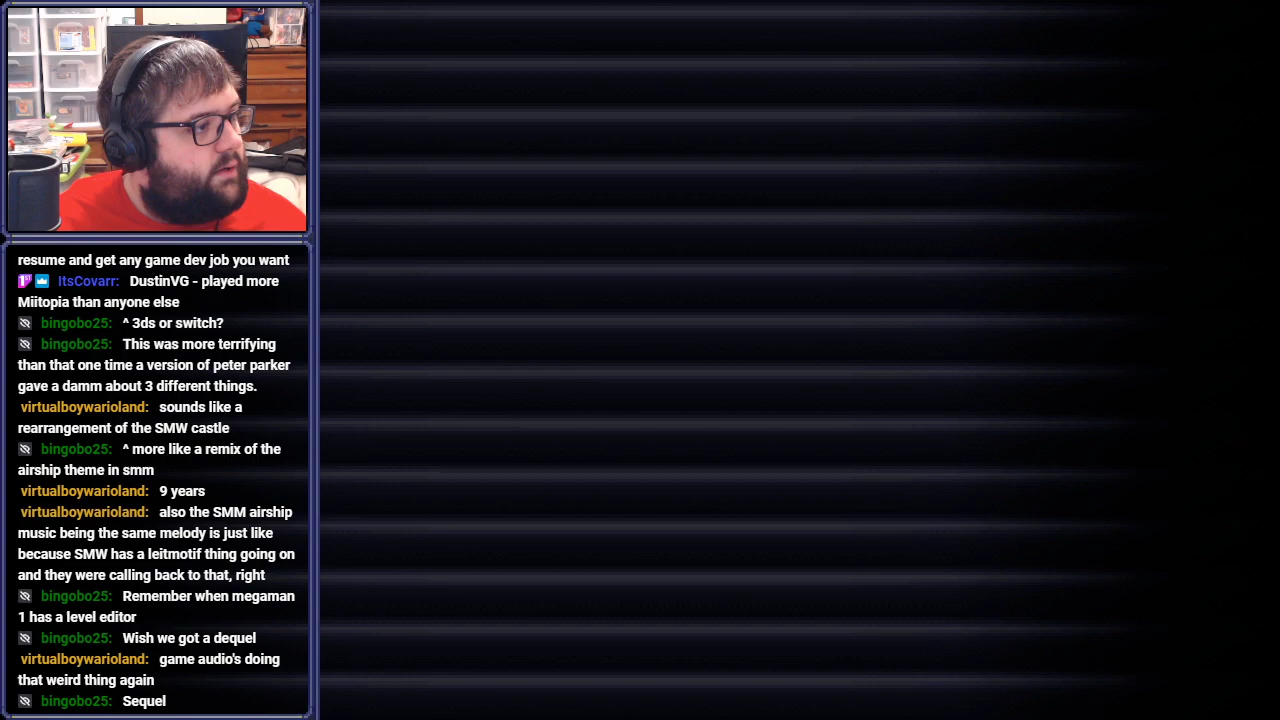 resume and get any game dev job you want
1ST ItsCovarr: DustinVG - played more
Miitopia than anyone else
bingobo25: ^ 3ds or switch?
bingobo25: This was more terrifying
than that one time a version of peter parker
gave a damm about 3 different things.
virtualboywarioland: sounds like a
rearrangement of the SMW castle
bingobo25: ^ more like a remix of the
airship theme in smm
virtualboywarioland: 9 years
virtualboywarioland: also the SMM airship
music being the same melody is just like
because SMW has a leitmotif thing going on
and they were calling back to that, right
bingobo25: Remember when megaman
1 has a level editor
bingobo25: Wish we got a dequel
virtualboywarioland: game audio's doing
that weird thing again
bingobo25: Sequel